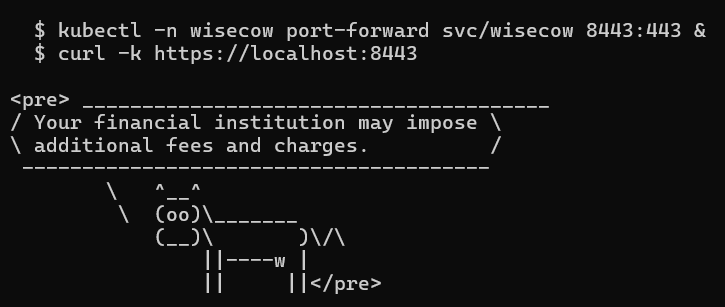 $ kubectl -n wisecow port-forward svc/wisecow 8443:443 &
  $ curl -k https://localhost:8443

<pre> _______________________________________
/ Your financial institution may impose \
\ additional fees and charges.          /
 ---------------------------------------
        \   ^__^
         \  (oo)\_______
            (__)\       )\/\
                ||----w |
                ||     ||</pre>